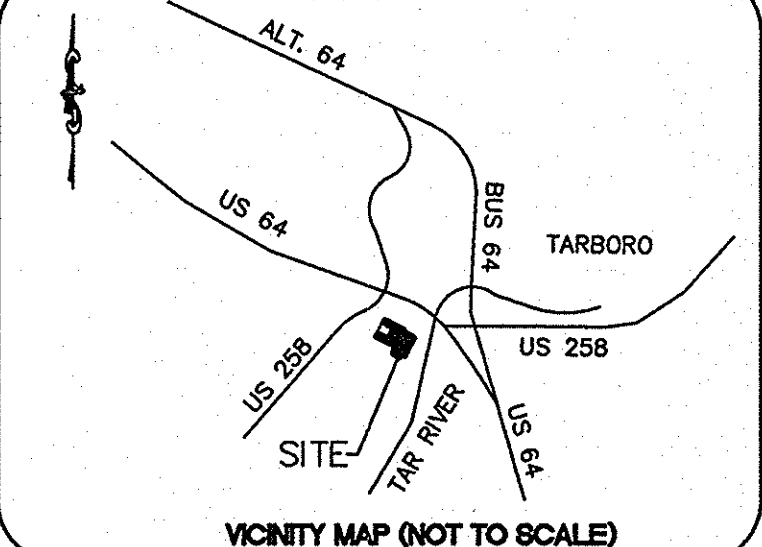 ALT. 64
US 64
BUS 64
TARBORO
US 258
US 258
SITE
TAR RIVER
US 64
VICINITY MAP (NOT TO SCALE)